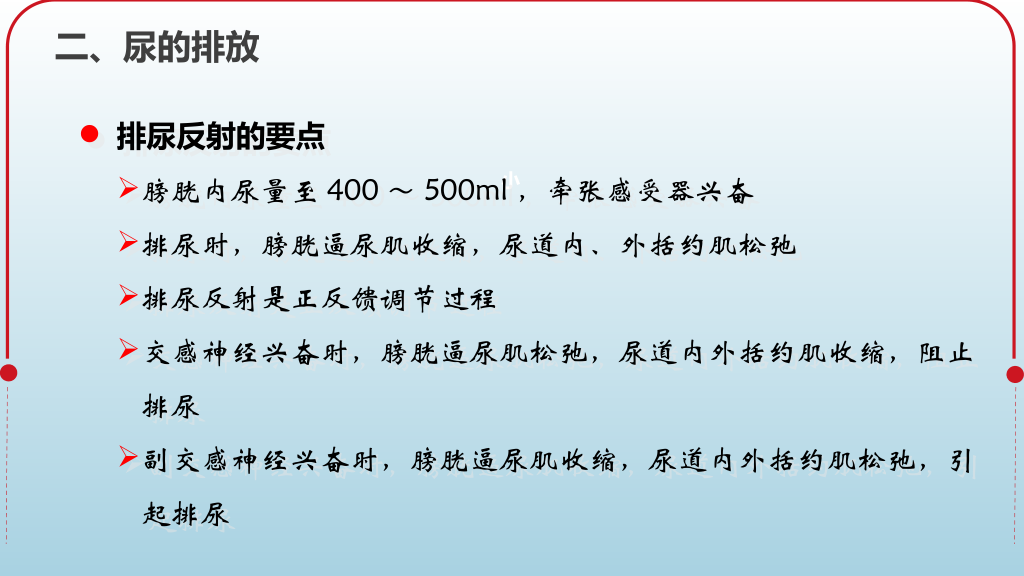 二、尿的排放
排尿反射的要点
膀胱内尿量至 400 ～ 500ml ，牵张感受器兴奋
排尿时，膀胱逼尿肌收缩，尿道内、外括约肌松弛
排尿反射是正反馈调节过程
交感神经兴奋时，膀胱逼尿肌松弛，尿道内外括约肌收缩，阻止
排尿
副交感神经兴奋时，膀胱逼尿肌收缩，尿道内外括约肌松弛，引
起排尿